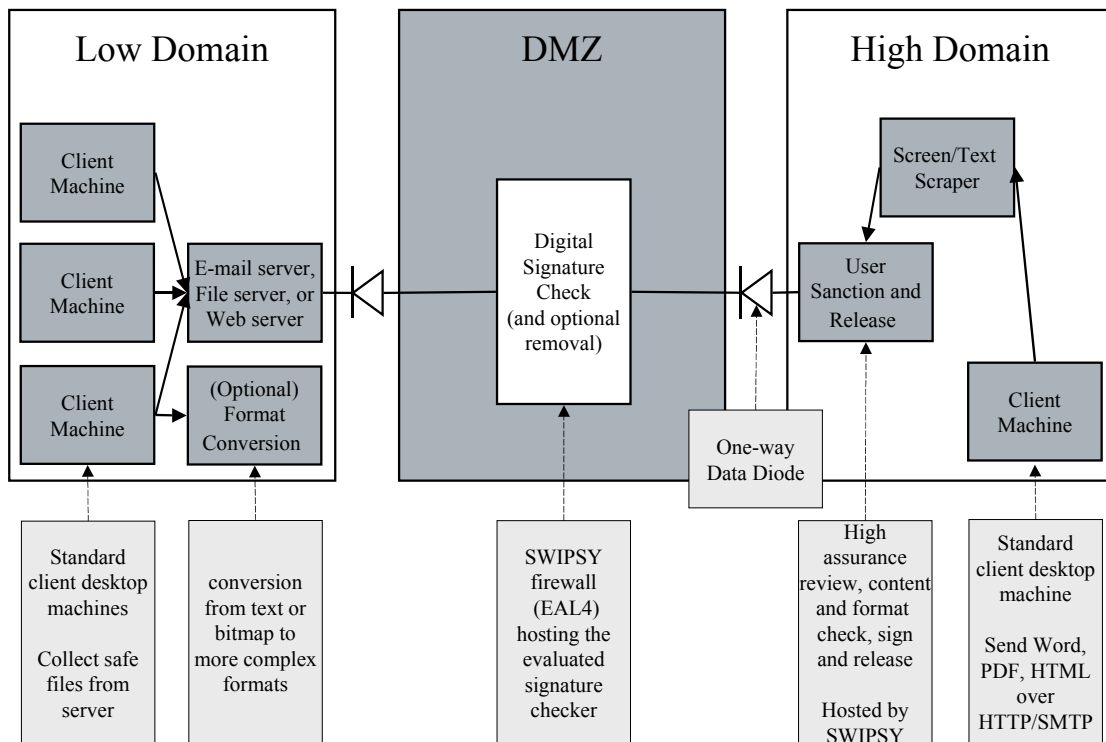 Low Domain
DMZ
High Domain
Client
Machine
Client
Machine
Client
Machine
E-mail server,
File server, or
Web server
(Optional)
Format
Conversion
Digital
Signature
Check
(and optional
removal)
Screen/Text
Scraper
User
Sanction and
Release
Client
Machine
One-way
Data Diode
Standard
client desktop
machines
Collect safe
files from
server
conversion
from text or
bitmap to
more complex
formats
SWIPSY
firewall
(EAL4)
hosting the
evaluated
signature
checker
High
assurance
review, content
and format
check, sign
and release
Hosted by
SWIPSY
Standard
client desktop
machine
Send Word,
PDF, HTML
over
HTTP/SMTP